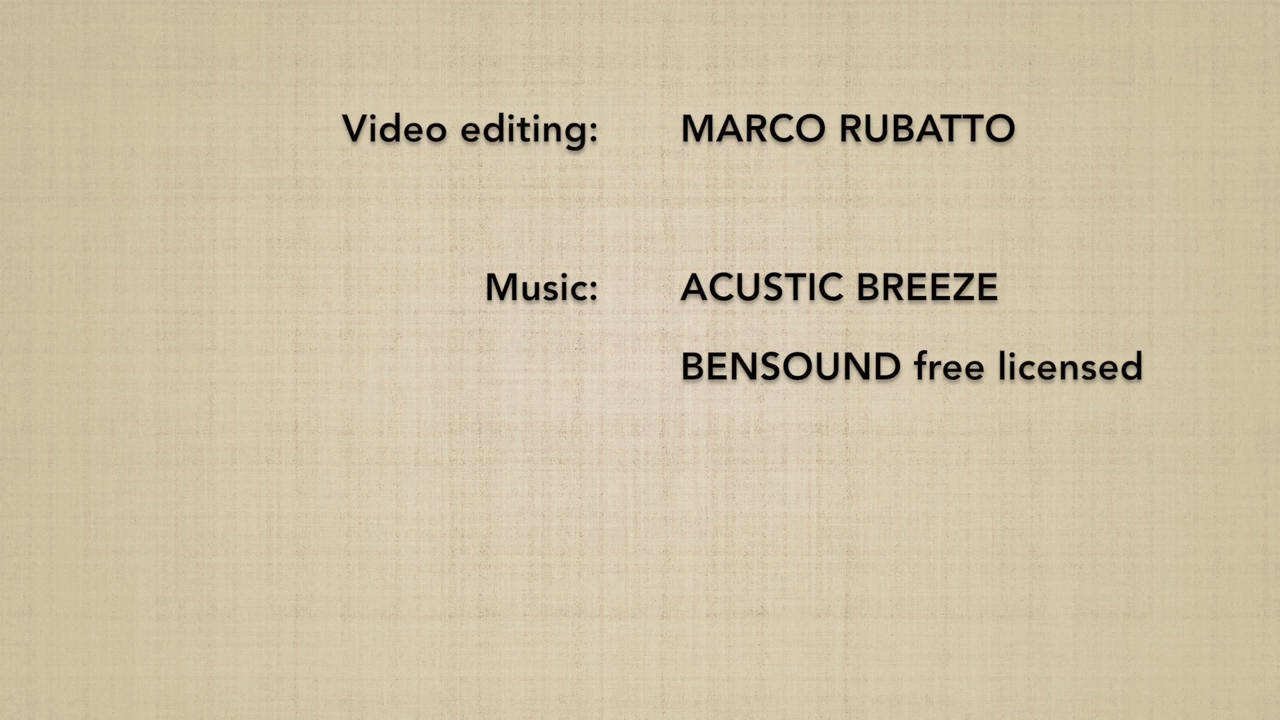 Video editing: MARCO RUBATTO
Music: ACUSTIC BREEZE
BENSOUND free licensed